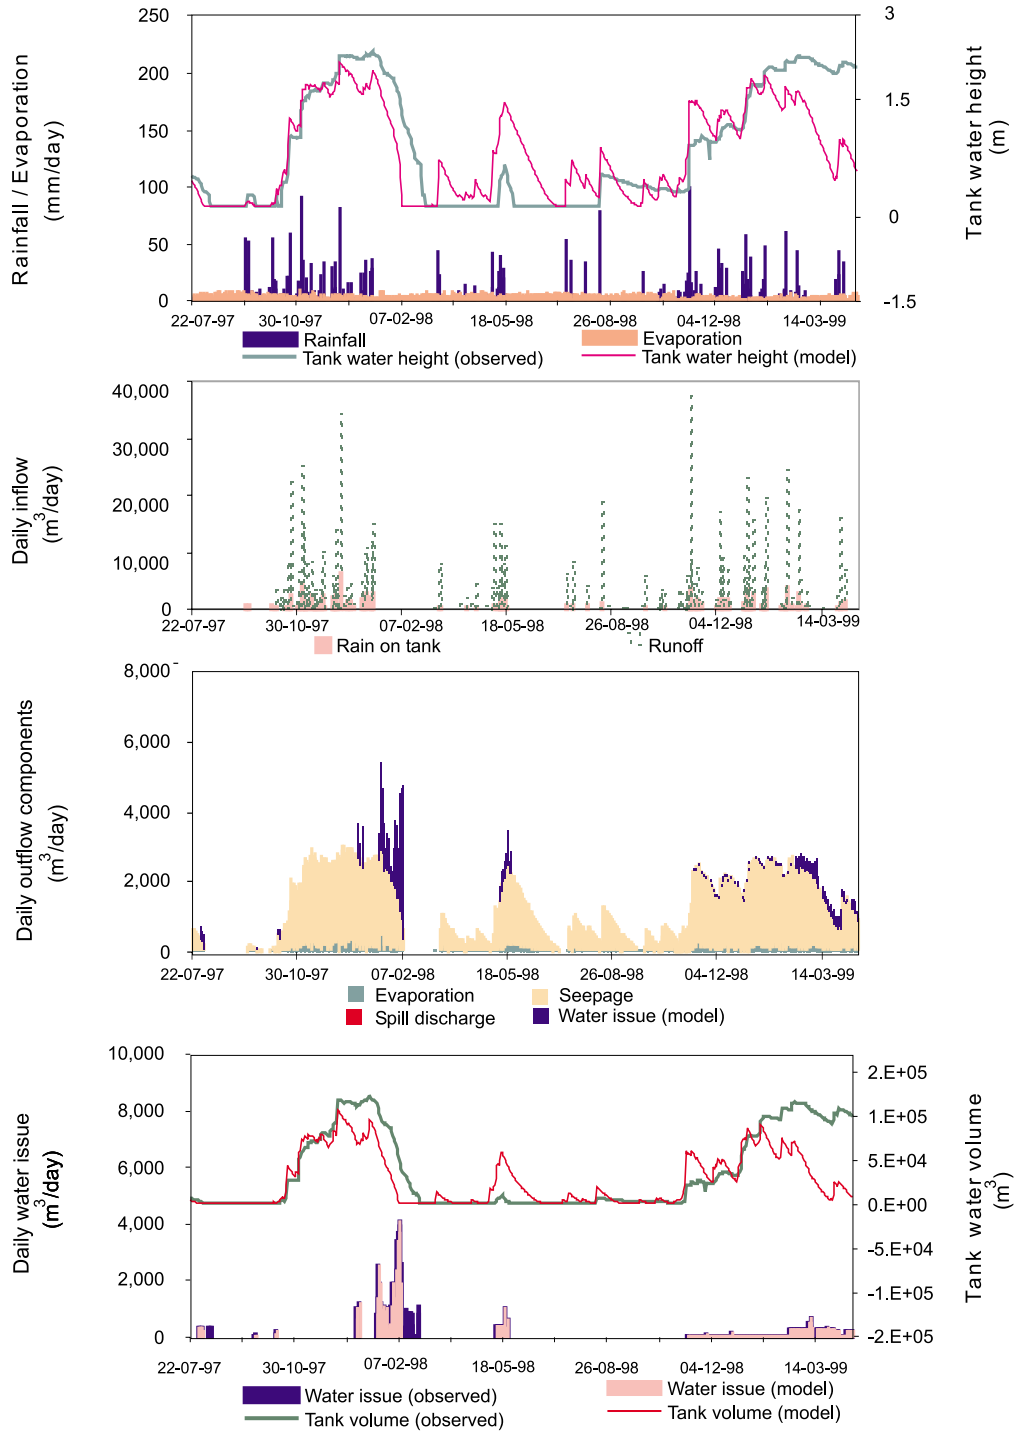 250
200
150
100
50
0
Rainfall / Evaporation
(mm/day)
3
1.5
0
-1.5
Tank water height
(m)
22-07-97 30-10-97 07-02-98 18-05-98 26-08-98 04-12-98 14-03-99
Rainfall Evaporation
Tank water height (observed) Tank water height (model)
40,000
30,000
20,000
10,000
0
Daily inflow
(m³/day)
22-07-97 30-10-97 07-02-98 18-05-98 26-08-98 04-12-98 14-03-99
Rain on tank Runoff
8,000
6,000
4,000
2,000
0
Daily outflow components
(m³/day)
22-07-97 30-10-97 07-02-98 18-05-98 26-08-98 04-12-98 14-03-99
Evaporation Seepage
Spill discharge Water issue (model)
10,000
8,000
6,000
4,000
2,000
0
Daily water issue
(m³/day)
2.E+05
1.E+05
5.E+04
0.E+00
-5.E+04
-1.E+05
-2.E+05
Tank water volume
(m³)
22-07-97 30-10-97 07-02-98 18-05-98 26-08-98 04-12-98 14-03-99
Water issue (observed) Water issue (model)
Tank volume (observed) Tank volume (model)